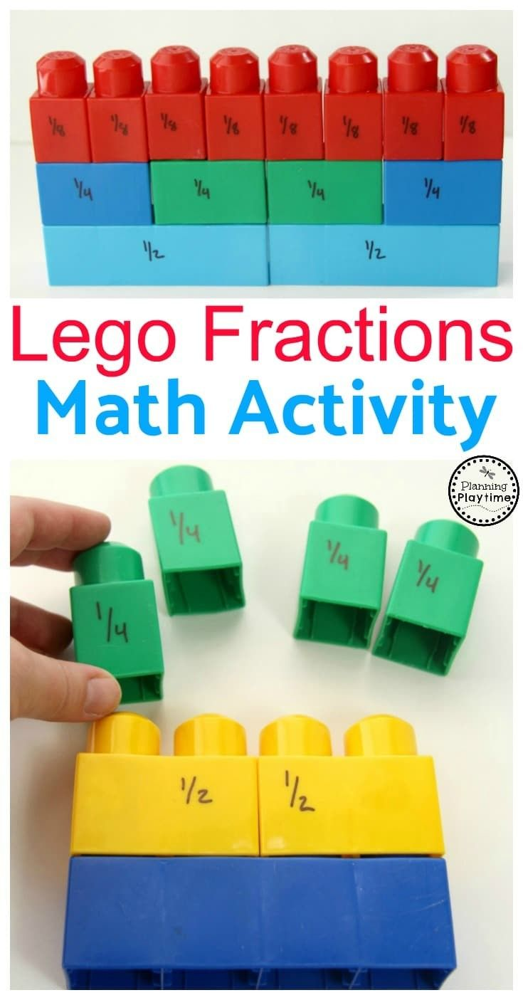 1/8 1/8 1/8 1/8 1/8 1/8 1/8 1/8
1/4 1/4 1/4 1/4
1/2 1/2
Lego Fractions
Math Activity
Planning
Playtime
1/4 1/4 1/4 1/4
1/2 1/2